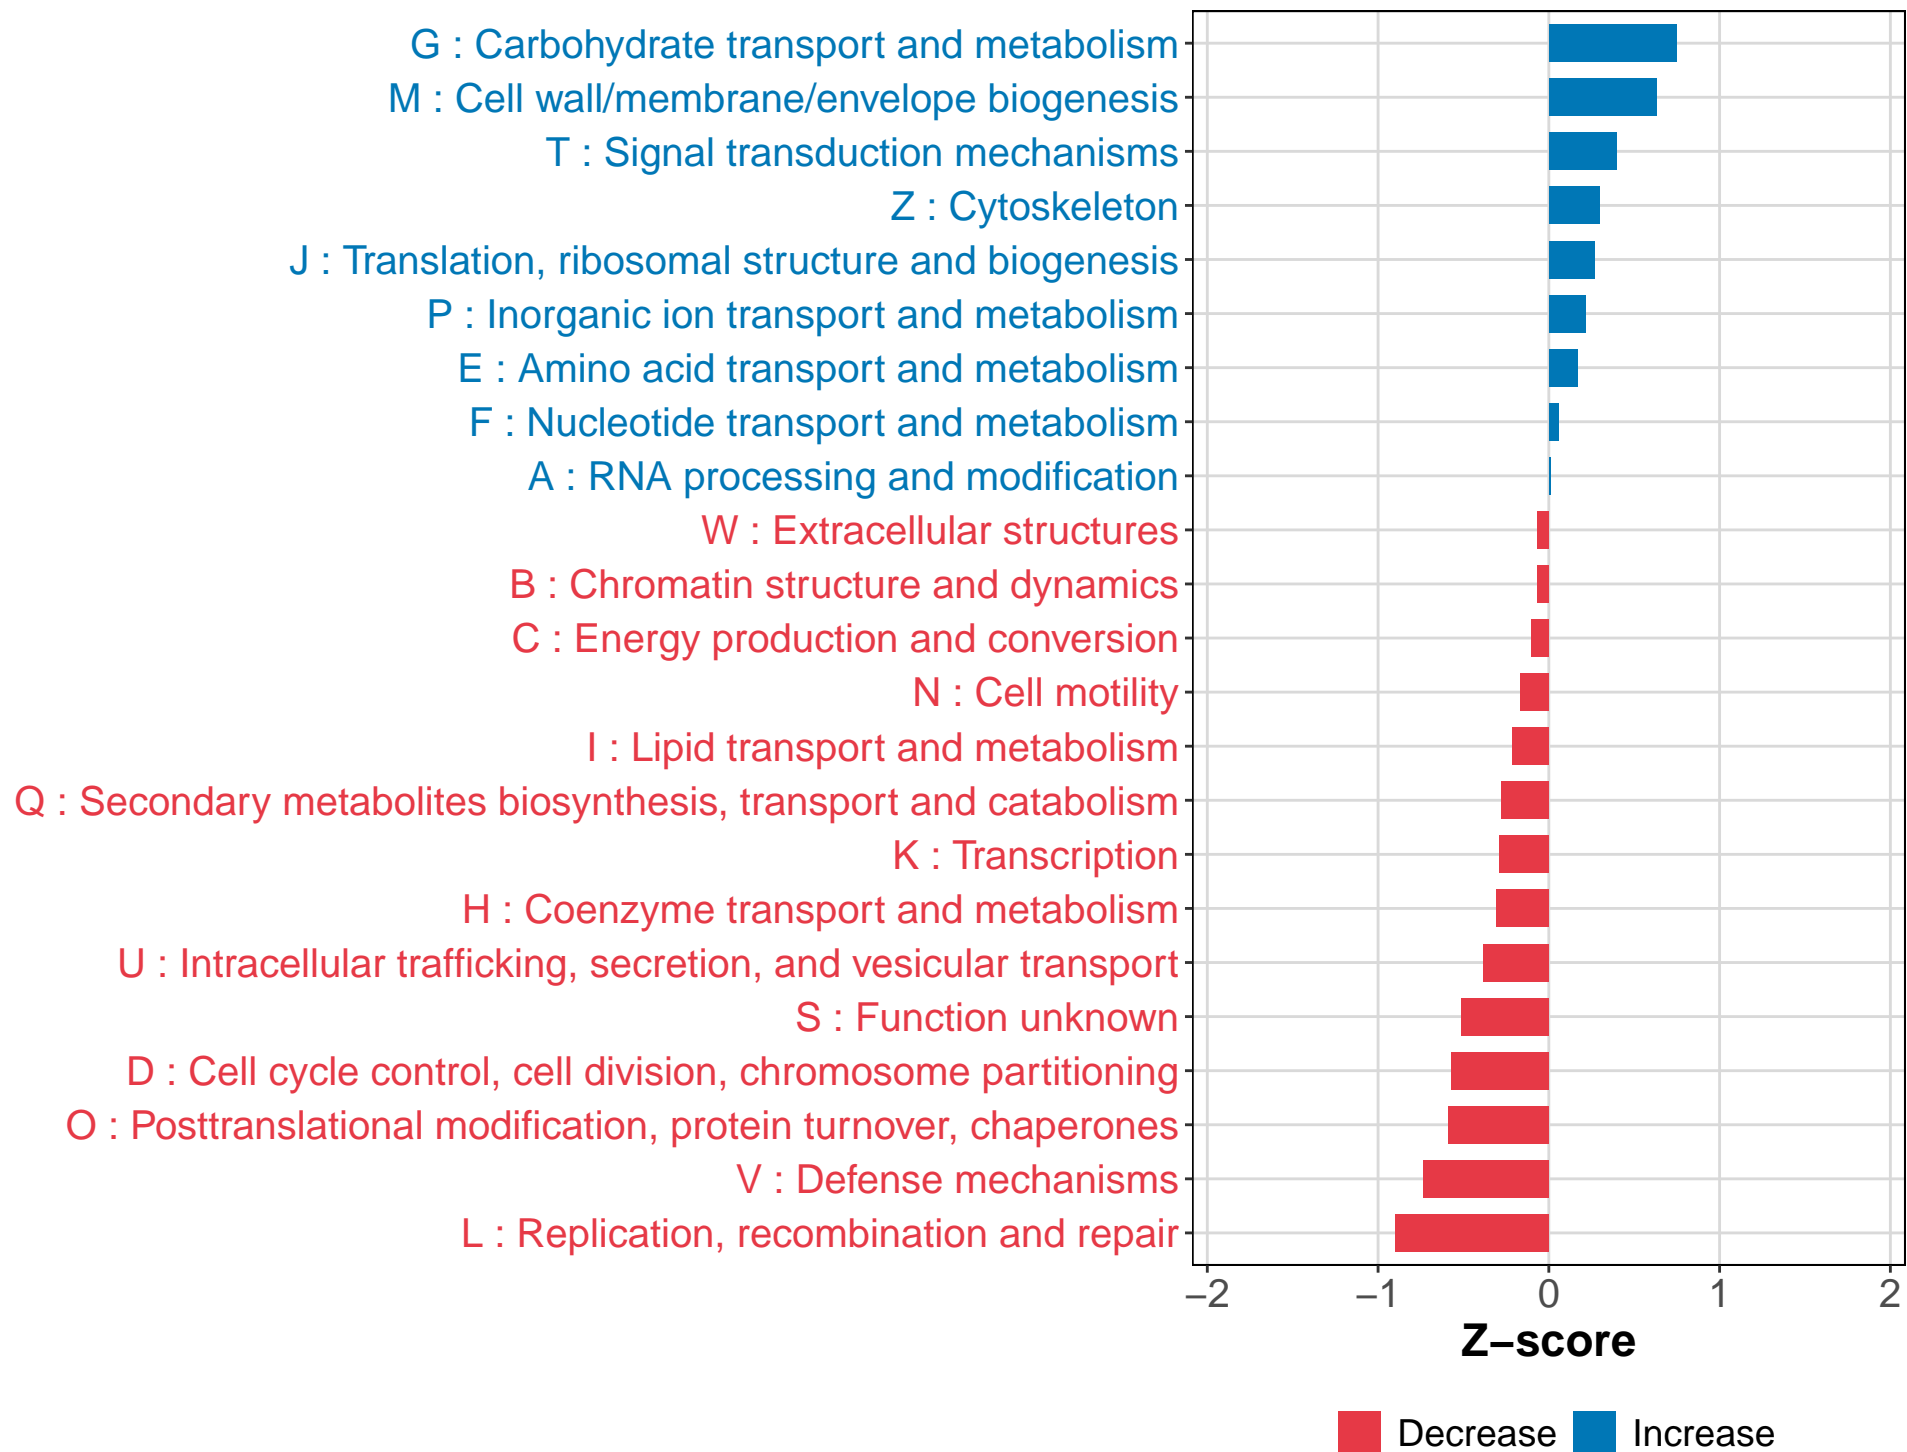 G : Carbohydrate transport and metabolism
M : Cell wall/membrane/envelope biogenesis
T : Signal transduction mechanisms
Z : Cytoskeleton
J : Translation, ribosomal structure and biogenesis
P : Inorganic ion transport and metabolism
E : Amino acid transport and metabolism
F : Nucleotide transport and metabolism
A : RNA processing and modification
W : Extracellular structures
B : Chromatin structure and dynamics
C : Energy production and conversion
N : Cell motility
I : Lipid transport and metabolism
Q : Secondary metabolites biosynthesis, transport and catabolism
K : Transcription
H : Coenzyme transport and metabolism
U : Intracellular trafficking, secretion, and vesicular transport
S : Function unknown
D : Cell cycle control, cell division, chromosome partitioning
O : Posttranslational modification, protein turnover, chaperones
V : Defense mechanisms
L : Replication, recombination and repair
−2 −1 0 1 2
Z−score
Decrease Increase